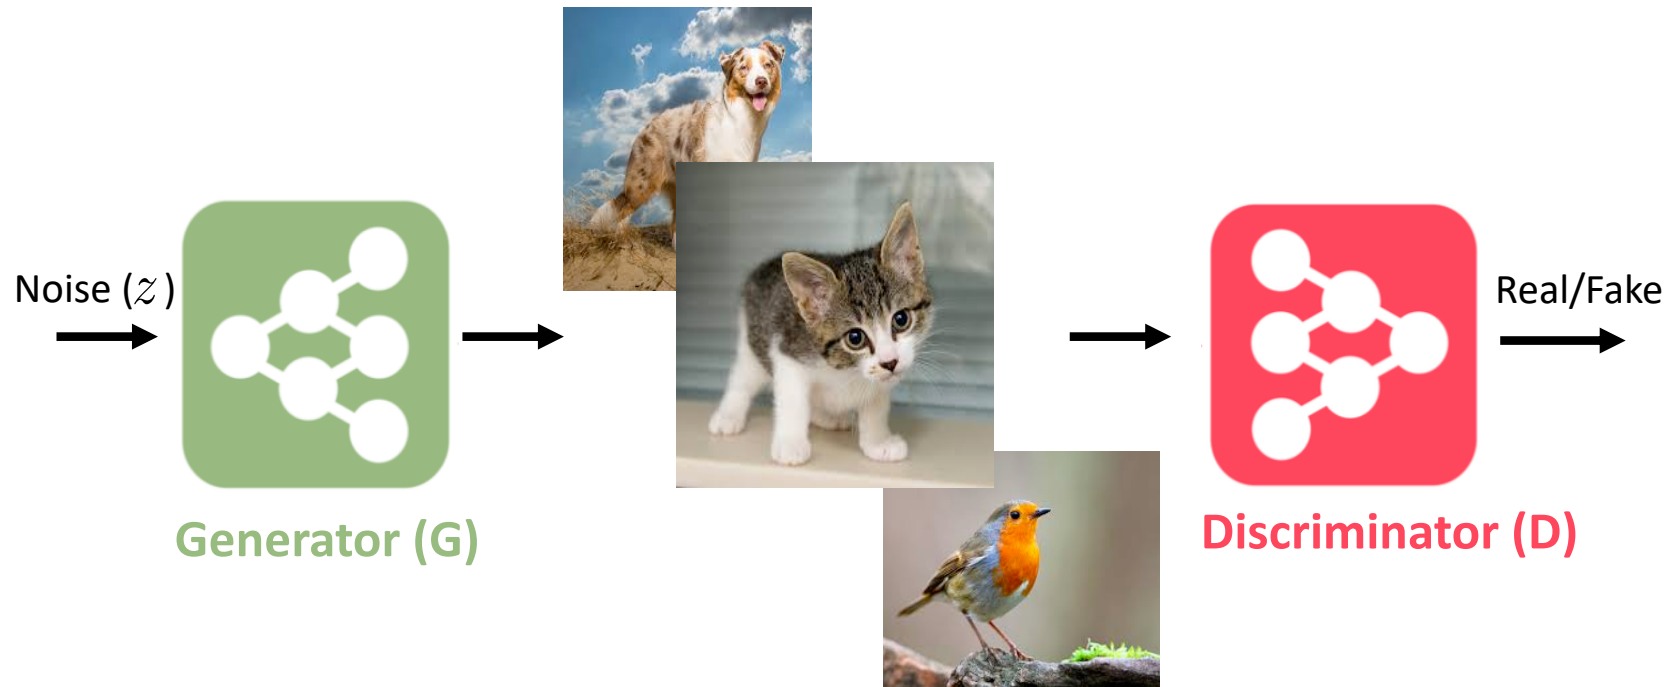 Noise (z)
Generator (G)
Discriminator (D)
Real/Fake